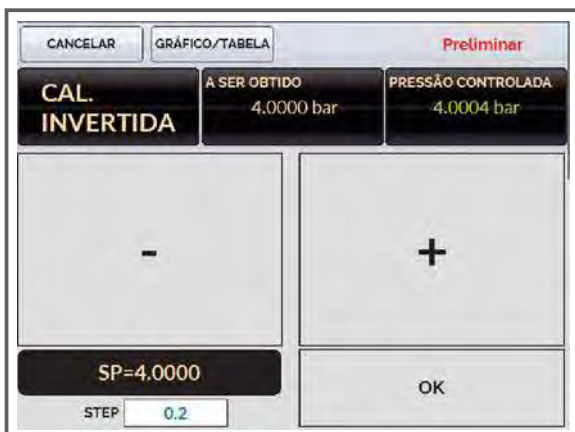 CANCELAR GRÁFICO/TABELA Preliminar
CAL.
INVERTIDA
A SER OBTIDO
4.0000 bar
PRESSÃO CONTROLADA
4.0004 bar
-
+
SP=4.0000
STEP 0.2
OK